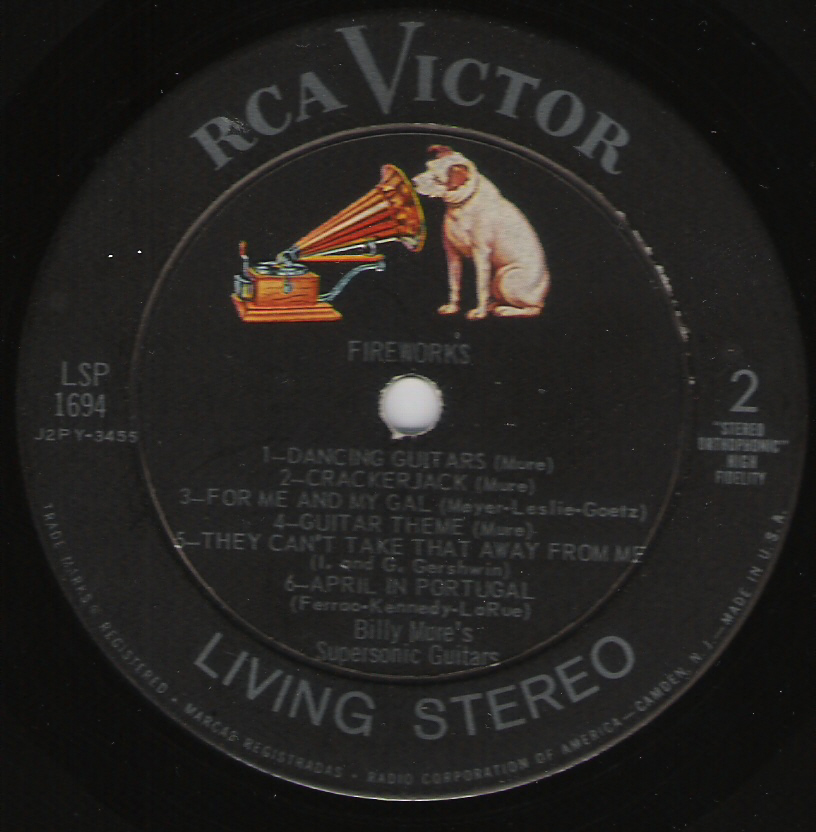 RCA VICTOR
FIREWORKS
LSP
1694
J2PY-3455
2
"STEREO
ORTHOPHONIC"
HIGH
FIDELITY
1—DANCING GUITARS (Mure)
2—CRACKERJACK (Mure)
3—FOR ME AND MY GAL (Meyer-Leslie-Goetz)
4—GUITAR THEME (Mure)
5—THEY CAN'T TAKE THAT AWAY FROM ME
(I. and G. Gershwin)
6—APRIL IN PORTUGAL
(Ferrao-Kennedy-LaRue)
Billy Mure's
Supersonic Guitars
LIVING STEREO
TRADE MARKS ® REGISTERED • MARCAS REGISTRADAS • RADIO CORPORATION OF AMERICA—CAMDEN, N. J.—MADE IN U.S.A.